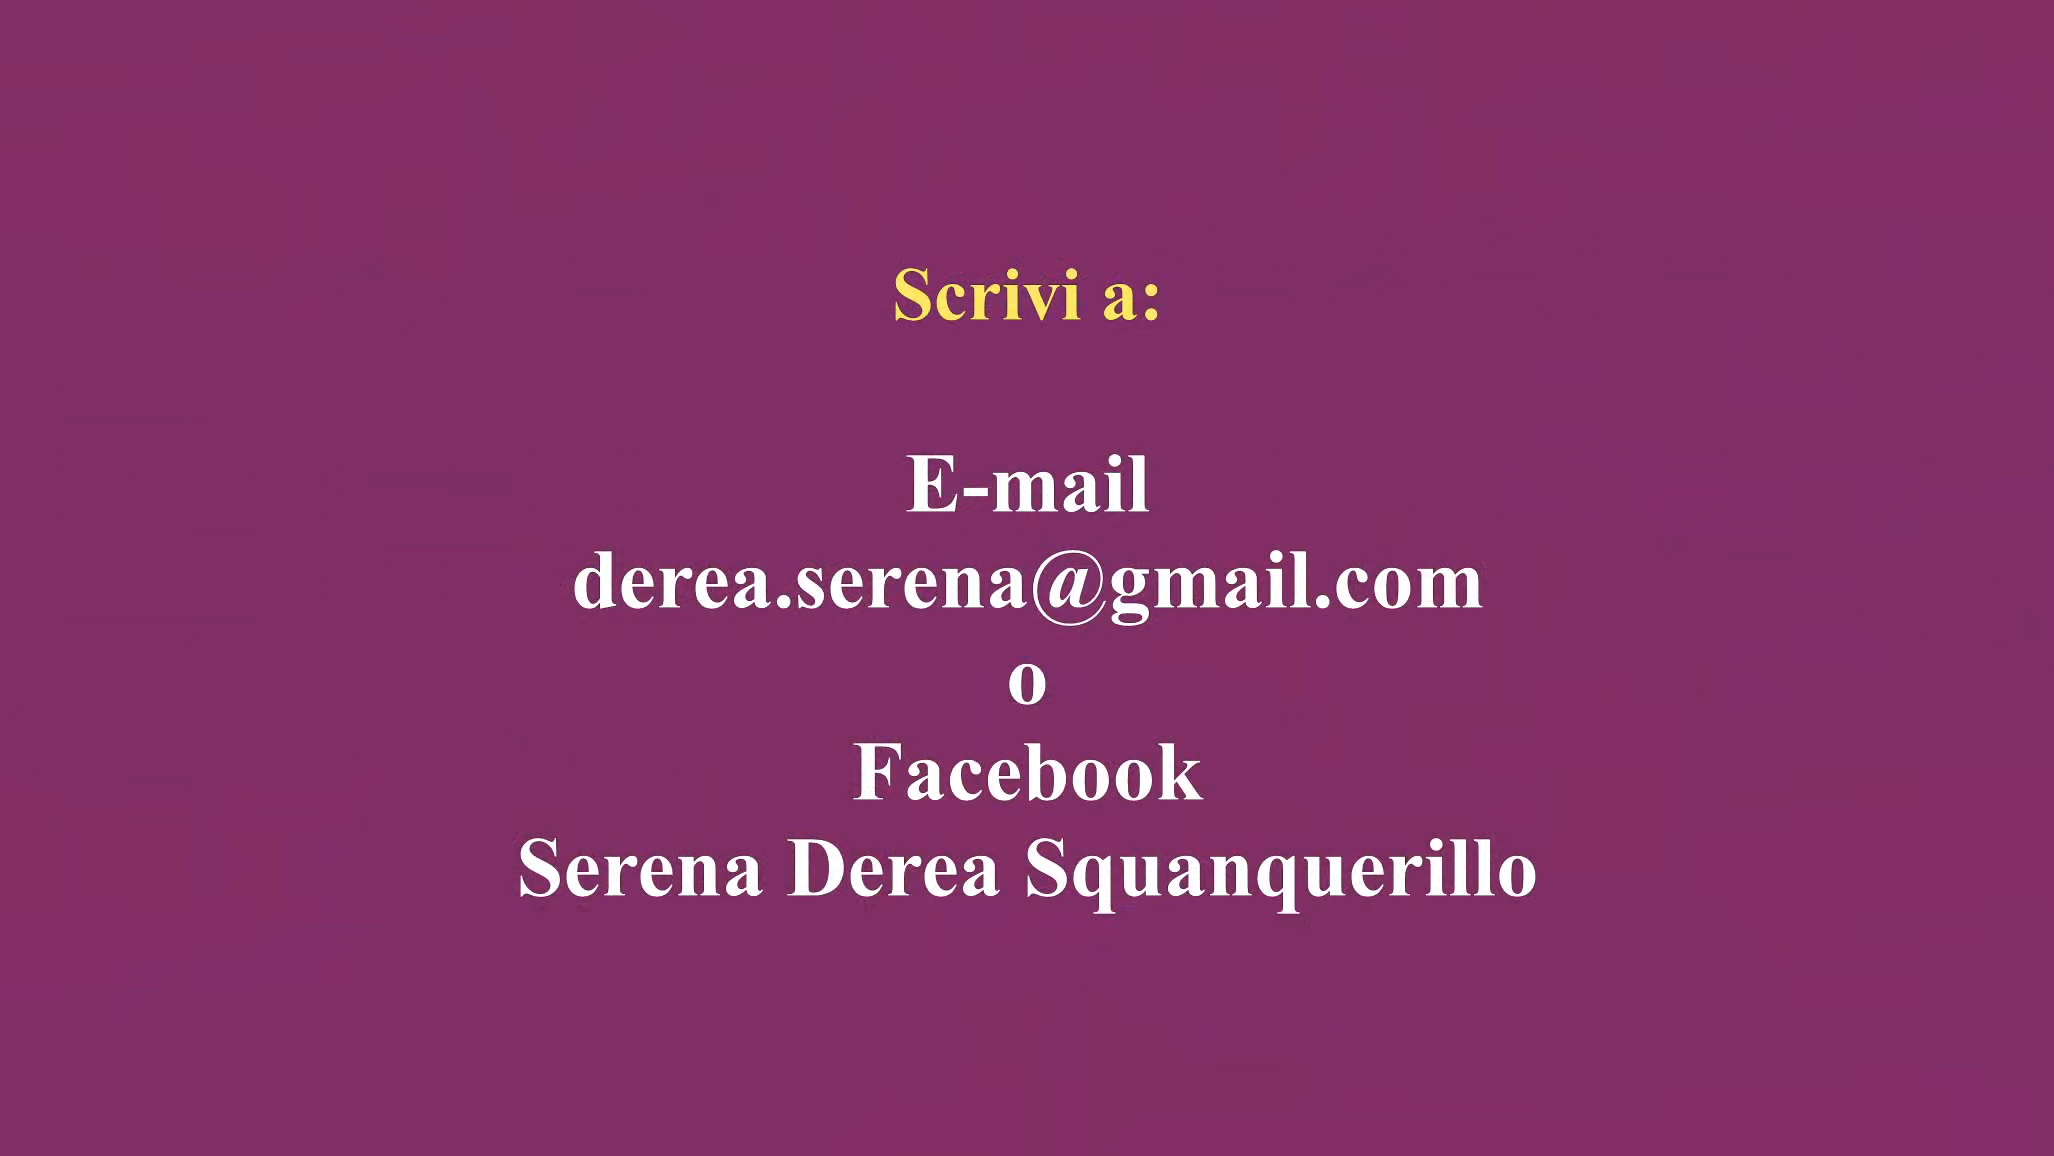 Scrivi a:
E-mail
derea.serena@gmail.com
o
Facebook
Serena Derea Squanquerillo